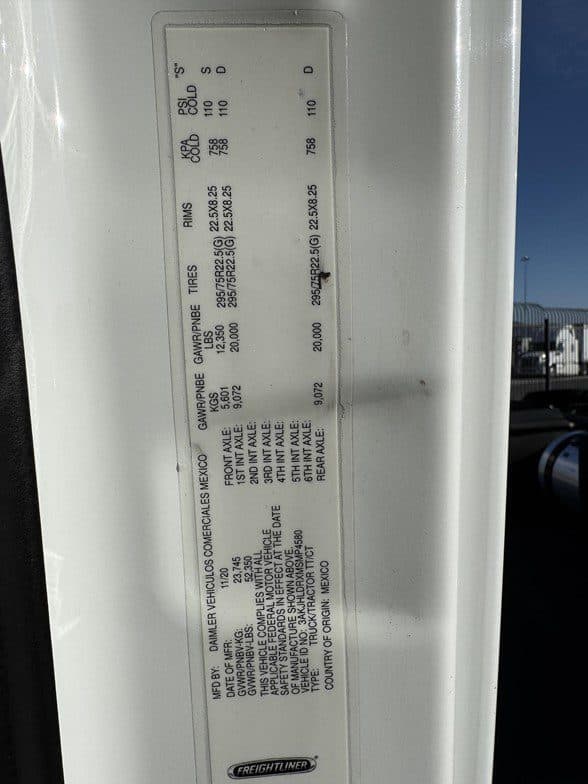 FREIGHTLINER
MFD BY: DAIMLER VEHICULOS COMERCIALES MEXICO
DATE OF MFR: 11/20
GVWR/PNBV-KG: 23,745
GVWR/PNBV-LBS: 52,350
THIS VEHICLE COMPLIES WITH ALL
APPLICABLE FEDERAL MOTOR VEHICLE
SAFETY STANDARDS IN EFFECT AT THE DATE
OF MANUFACTURE SHOWN ABOVE.
VEHICLE ID NO: 3AKJHLDRXMSMP4580
TYPE: TRUCK/TRACTOR TT/CT
COUNTRY OF ORIGIN: MEXICO
GAWR/PNBE GAWR/PNBE TIRES RIMS KPA PSI "S"
KGS LBS COLD COLD
FRONT AXLE: 5,601 12,350 295/75R22.5(G) 22.5X8.25 758 110 S
1ST INT AXLE: 9,072 20,000 295/75R22.5(G) 22.5X8.25 758 110 D
2ND INT AXLE:
3RD INT AXLE:
4TH INT AXLE:
5TH INT AXLE:
6TH INT AXLE:
REAR AXLE: 9,072 20,000 295/75R22.5(G) 22.5X8.25 758 110 D